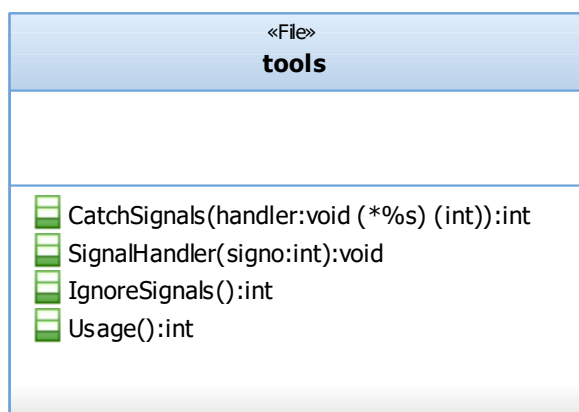 «File»
tools
CatchSignals(handler:void (*%s) (int)):int
SignalHandler(signo:int):void
IgnoreSignals():int
Usage():int